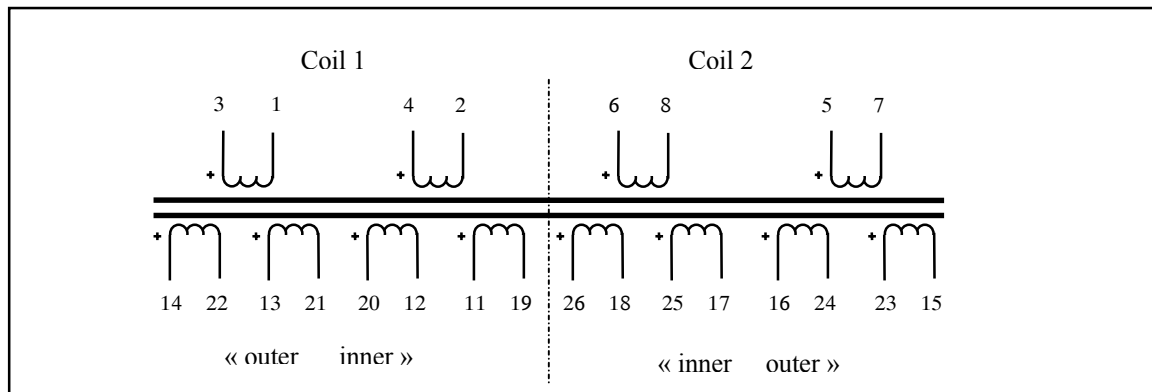 Coil 1 Coil 2
3 1 4 2 6 8 5 7
+ + + +
+ + + + + + + +
14 22 13 21 20 12 11 19 26 18 25 17 16 24 23 15
« outer inner » « inner outer »